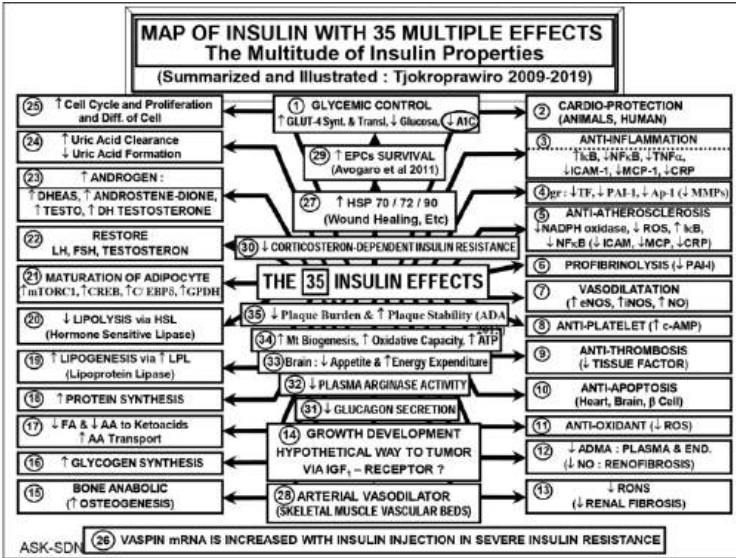 MAP OF INSULIN WITH 35 MULTIPLE EFFECTS
The Multitude of Insulin Properties
(Summarized and Illustrated : Tjokroprawiro 2009-2019)
25 ↑ Cell Cycle and Proliferation
and Diff. of Cell
24 ↑ Uric Acid Clearance
↓ Uric Acid Formation
23 ↑ ANDROGEN :
↑ DHEAS, ↑ ANDROSTENE-DIONE,
↑ TESTO, ↑ DH TESTOSTERONE
22 RESTORE
LH, FSH, TESTOSTERON
21 MATURATION OF ADIPOCYTE
↑mTORC1, ↑CREB, ↑C/ EBPδ, ↑GPDH
20 ↓ LIPOLYSIS via HSL
(Hormone Sensitive Lipase)
19 ↑ LIPOGENESIS via ↑ LPL
(Lipoprotein Lipase)
18 ↑ PROTEIN SYNTHESIS
17 ↓ FA & ↓ AA to Ketoacids
↑ AA Transport
16 ↑ GLYCOGEN SYNTHESIS
15 BONE ANABOLIC
(↑ OSTEOGENESIS)
1 GLYCEMIC CONTROL
↑ GLUT-4 Synt. & Transl, ↓ Glucose, ↓ A1C
29 ↑ EPCs SURVIVAL
(Avogaro et al 2011)
27 ↑ HSP 70 / 72 / 90
(Wound Healing, Etc)
30 ↓ CORTICOSTERON-DEPENDENT INSULIN RESISTANCE
THE 35 INSULIN EFFECTS
35 ↓ Plaque Burden & ↑ Plaque Stability (ADA
34 ↑ Mt Biogenesis, ↑ Oxidative Capacity, ↑ ATP
33 Brain : ↓ Appetite & ↑ Energy Expenditure
32 ↓ PLASMA ARGINASE ACTIVITY
31 ↓ GLUCAGON SECRETION
14 GROWTH DEVELOPMENT
HYPOTHETICAL WAY TO TUMOR
VIA IGF₁ – RECEPTOR ?
28 ARTERIAL VASODILATOR
(SKELETAL MUSCLE VASCULAR BEDS)
2 CARDIO-PROTECTION
(ANIMALS, HUMAN)
3 ANTI-INFLAMMATION
↑IκB, ↓NFκB, ↓TNFα,
↓ICAM-1, ↓MCP-1, ↓CRP
4 gr : ↓TF, ↓ PAI-1, ↓ Ap-1 (↓ MMPs)
5 ANTI-ATHEROSCLEROSIS
↓NADPH oxidase, ↓ ROS, ↑ IκB,
↓ NFκB (↓ ICAM, ↓MCP, ↓CRP)
6 PROFIBRINOLYSIS (↓ PAI-I)
7 VASODILATATION
(↑ eNOS, ↑iNOS, ↑ NO)
8 ANTI-PLATELET (↑ c-AMP)
9 ANTI-THROMBOSIS
(↓ TISSUE FACTOR)
10 ANTI-APOPTOSIS
(Heart, Brain, β Cell)
11 ANTI-OXIDANT (↓ ROS)
12 ↓ ADMA : PLASMA & END.
(↓ NO : RENOFIBROSIS)
13 ↓ RONS
(↓ RENAL FIBROSIS)
ASK-SDN
26 VASPIN mRNA IS INCREASED WITH INSULIN INJECTION IN SEVERE INSULIN RESISTANCE